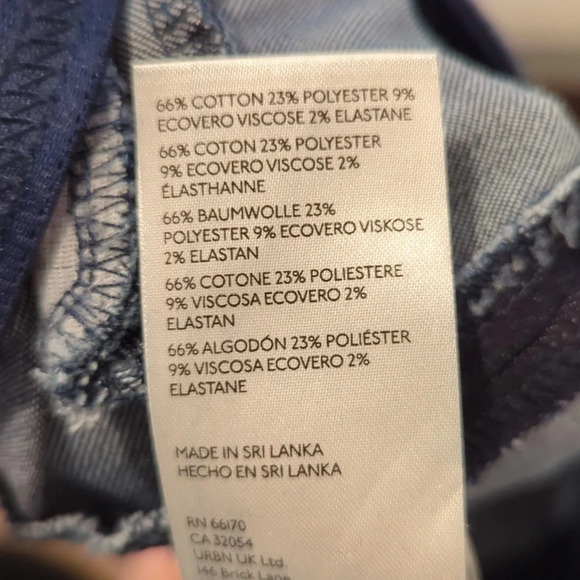 66% COTTON 23% POLYESTER 9%
ECOVERO VISCOSE 2% ELASTANE
66% COTON 23% POLYESTER
9% ECOVERO VISCOSE 2%
ÉLASTHANNE
66% BAUMWOLLE 23%
POLYESTER 9% ECOVERO VISKOSE
2% ELASTAN
66% COTONE 23% POLIESTERE
9% VISCOSA ECOVERO 2%
ELASTAN
66% ALGODÓN 23% POLIÉSTER
9% VISCOSA ECOVERO 2%
ELASTANE
MADE IN SRI LANKA
HECHO EN SRI LANKA
RN 66170
CA 32054
URBN UK Ltd.
146 Brick Lane